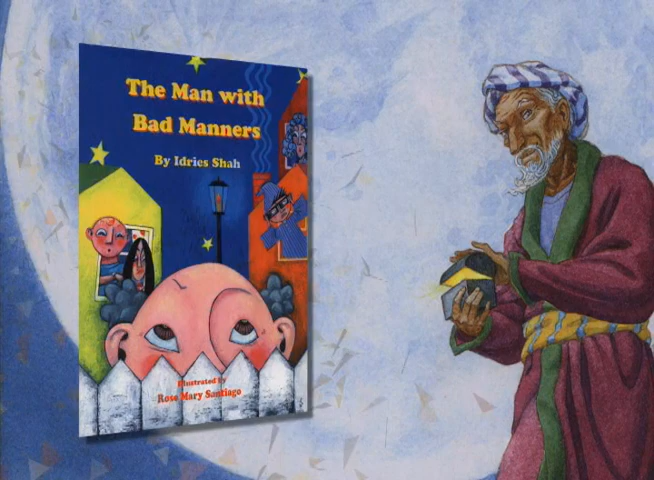 The Man with
Bad Manners
By Idries Shah
Illustrated by
Rose Mary Santiago